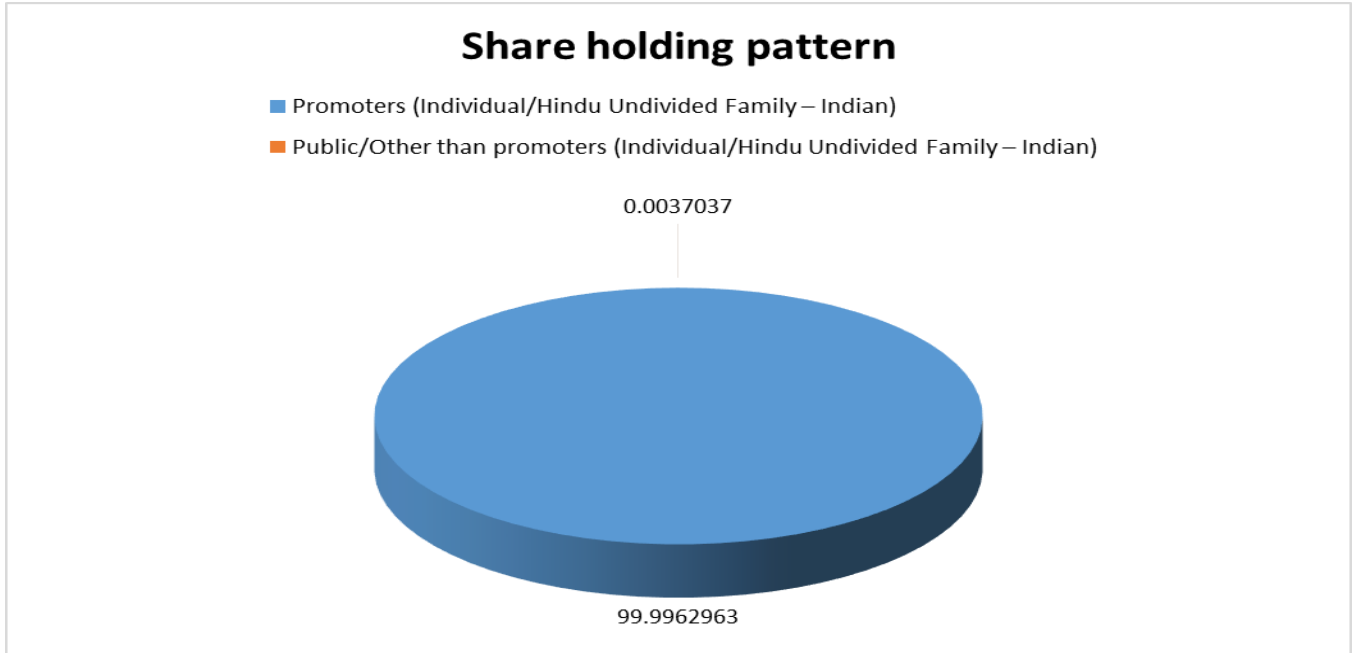 Share holding pattern
Promoters (Individual/Hindu Undivided Family – Indian)
Public/Other than promoters (Individual/Hindu Undivided Family – Indian)
0.0037037
99.9962963